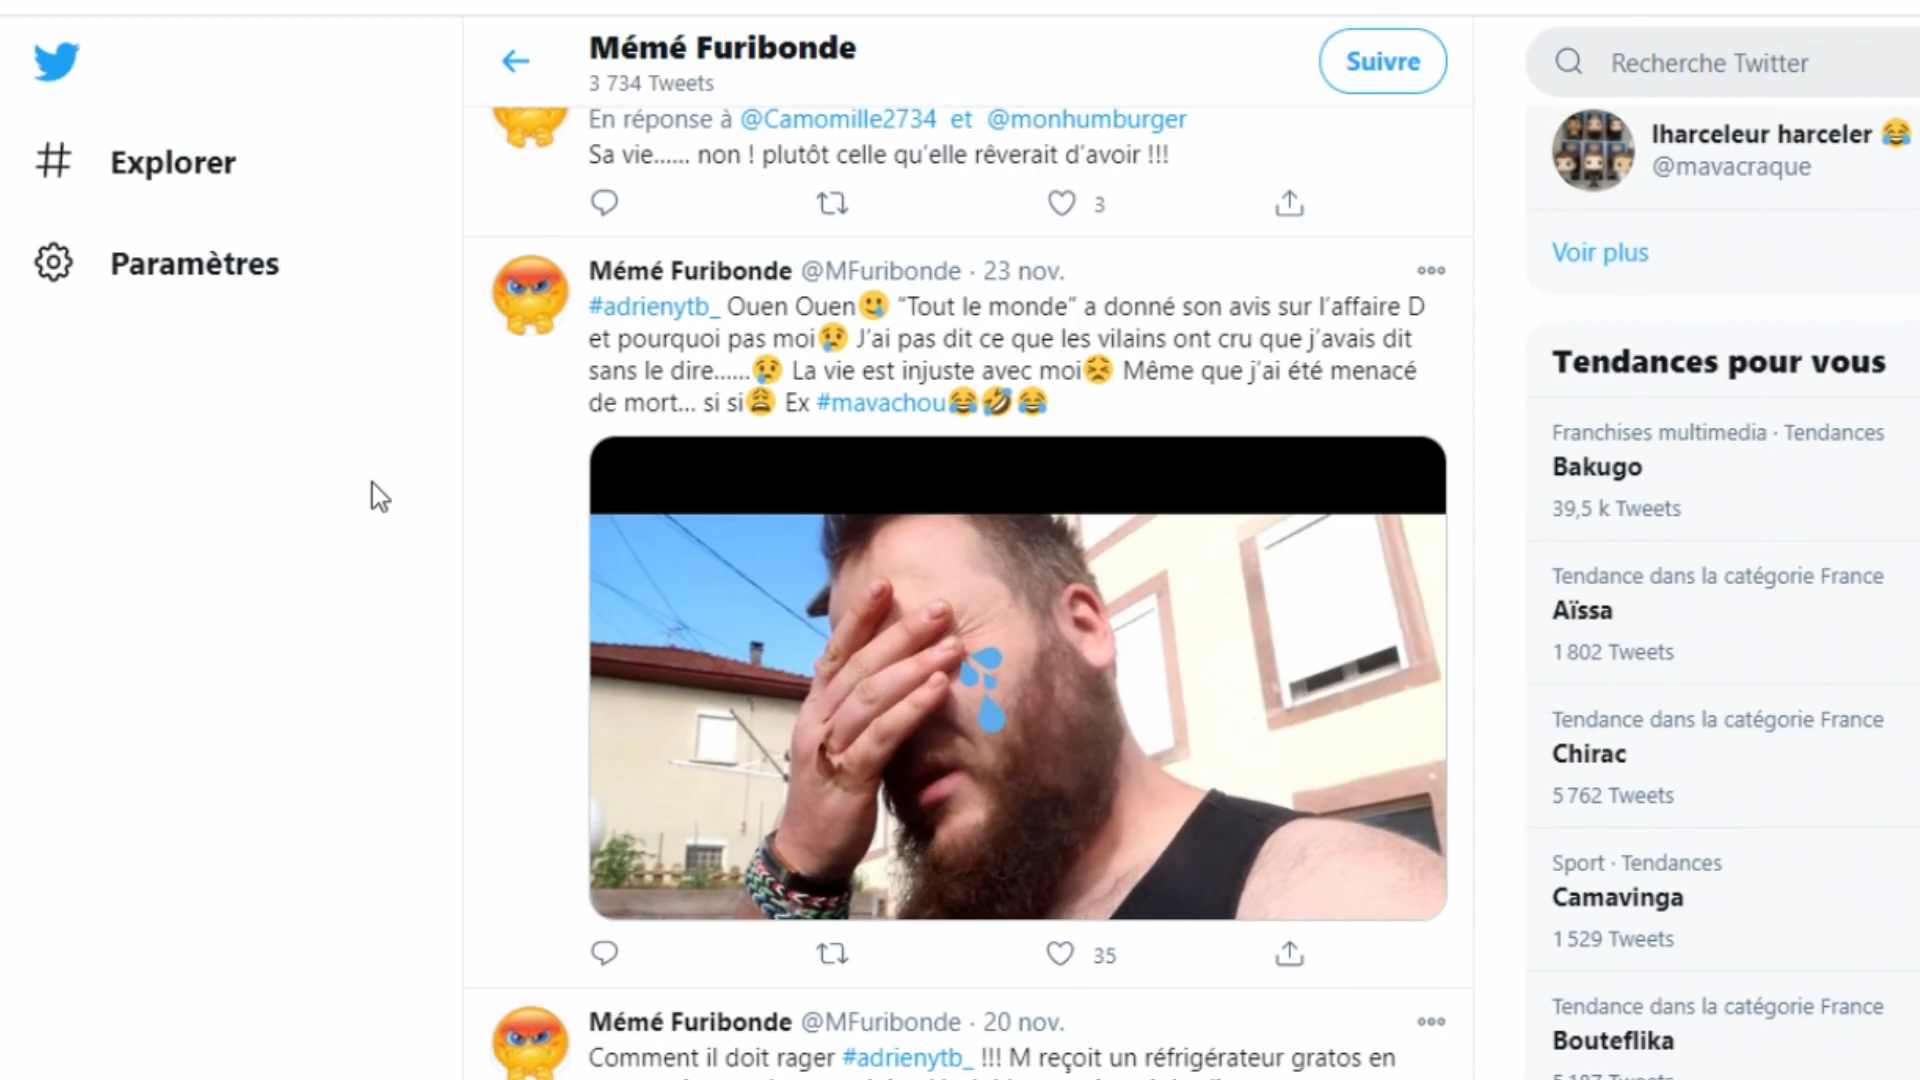 Mémé Furibonde
3 734 Tweets
Suivre
Recherche Twitter
Explorer
Paramètres
En réponse à @Camomille2734 et @monhumburger
Sa vie...... non ! plutôt celle qu'elle rêverait d'avoir !!!
3
lharceleur harceler 😂
@mavacraque
Voir plus
Mémé Furibonde @MFuribonde · 23 nov.
#adrienytb_ Ouen Ouen🥲 "Tout le monde" a donné son avis sur l'affaire D
et pourquoi pas moi😢 J'ai pas dit ce que les vilains ont cru que j'avais dit
sans le dire......😢 La vie est injuste avec moi😣 Même que j'ai été menacé
de mort... si si😩 Ex #mavachou😂🤣😂
35
Mémé Furibonde @MFuribonde · 20 nov.
Comment il doit rager #adrienytb_ !!! M reçoit un réfrigérateur gratos en
Tendances pour vous
Franchises multimedia · Tendances
Bakugo
39,5 k Tweets
Tendance dans la catégorie France
Aïssa
1 802 Tweets
Tendance dans la catégorie France
Chirac
5 762 Tweets
Sport · Tendances
Camavinga
1 529 Tweets
Tendance dans la catégorie France
Bouteflika